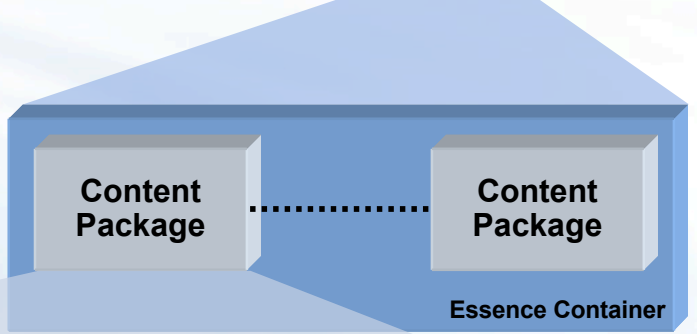 Content
Package
Content
Package
Essence Container